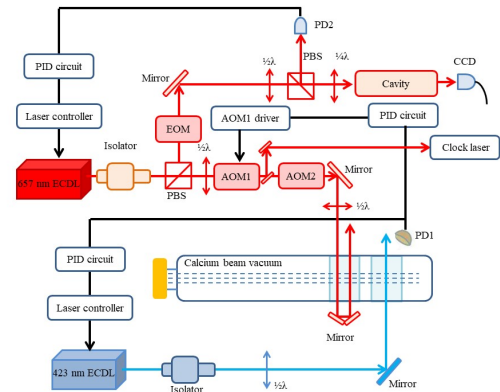 PD2
PBS
CCD
PID circuit
Mirror
½λ
¼λ
Cavity
Laser controller
EOM
AOM1 driver
PID circuit
Isolator
½λ
Clock laser
657 nm ECDL
PBS
AOM1
AOM2
Mirror
½λ
PD1
PID circuit
Calcium beam vacuum
Laser controller
Mirror
423 nm ECDL
Isolator
½λ
Mirror